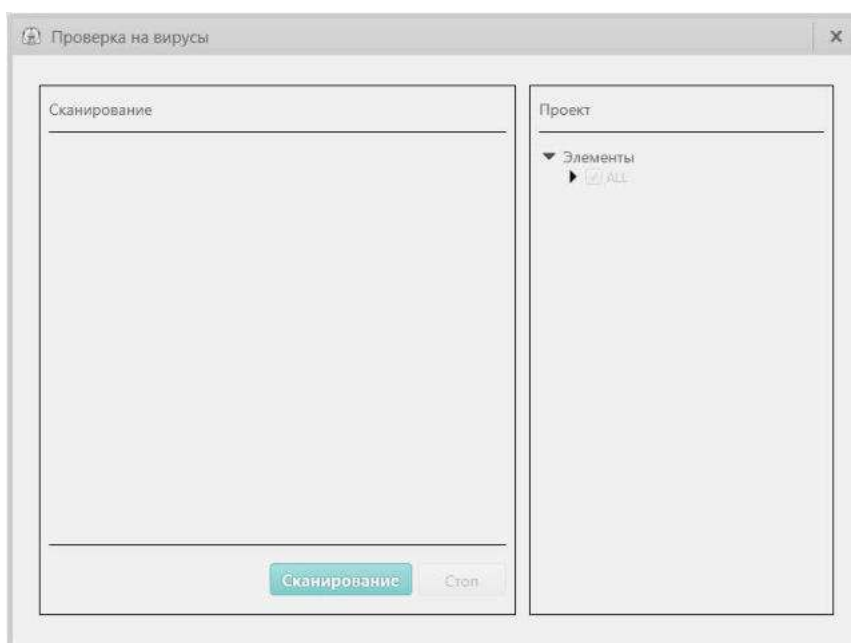 Проверка на вирусы
Сканирование
Сканирование
Стоп
Проект
Элементы
ALL